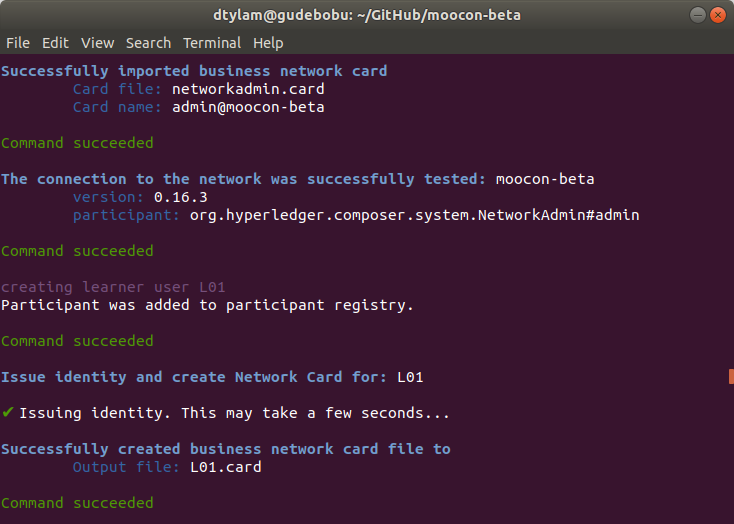 dtylam@gudebobu: ~/GitHub/moocon-beta
File Edit View Search Terminal Help
Successfully imported business network card
Card file: networkadmin.card
Card name: admin@moocon-beta
Command succeeded
The connection to the network was successfully tested: moocon-beta
version: 0.16.3
participant: org.hyperledger.composer.system.NetworkAdmin#admin
Command succeeded
creating learner user L01
Participant was added to participant registry.
Command succeeded
Issue identity and create Network Card for: L01
✔ Issuing identity. This may take a few seconds...
Successfully created business network card file to
Output file: L01.card
Command succeeded